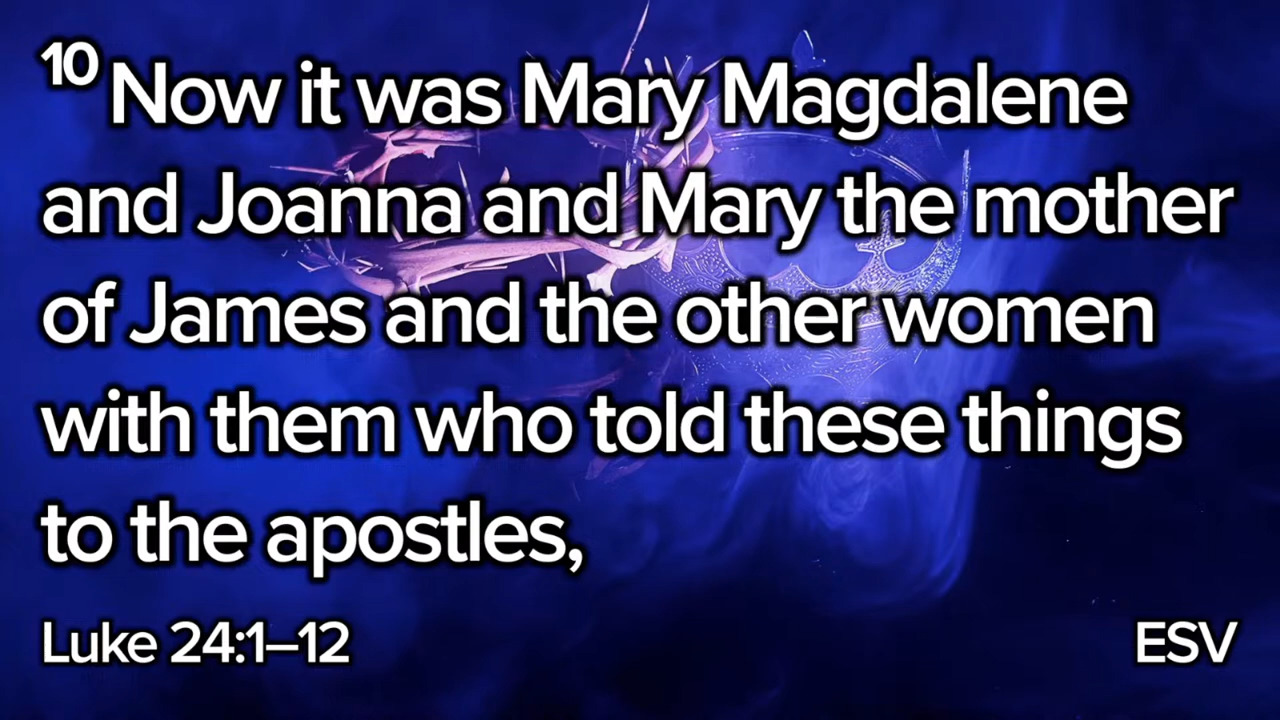 10 Now it was Mary Magdalene
and Joanna and Mary the mother
of James and the other women
with them who told these things
to the apostles,
Luke 24:1–12
ESV